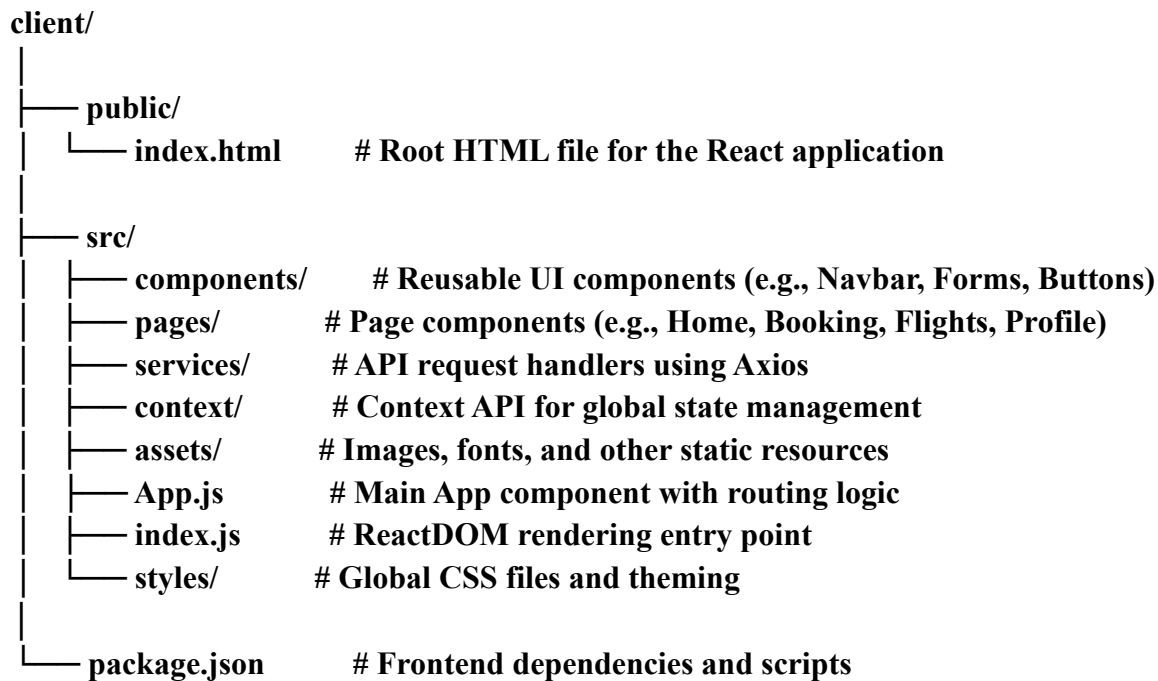 client/
│
├── public/
│   └── index.html          # Root HTML file for the React application
│
├── src/
│   ├── components/        # Reusable UI components (e.g., Navbar, Forms, Buttons)
│   ├── pages/              # Page components (e.g., Home, Booking, Flights, Profile)
│   ├── services/           # API request handlers using Axios
│   ├── context/            # Context API for global state management
│   ├── assets/             # Images, fonts, and other static resources
│   ├── App.js              # Main App component with routing logic
│   ├── index.js            # ReactDOM rendering entry point
│   └── styles/             # Global CSS files and theming
│
└── package.json            # Frontend dependencies and scripts